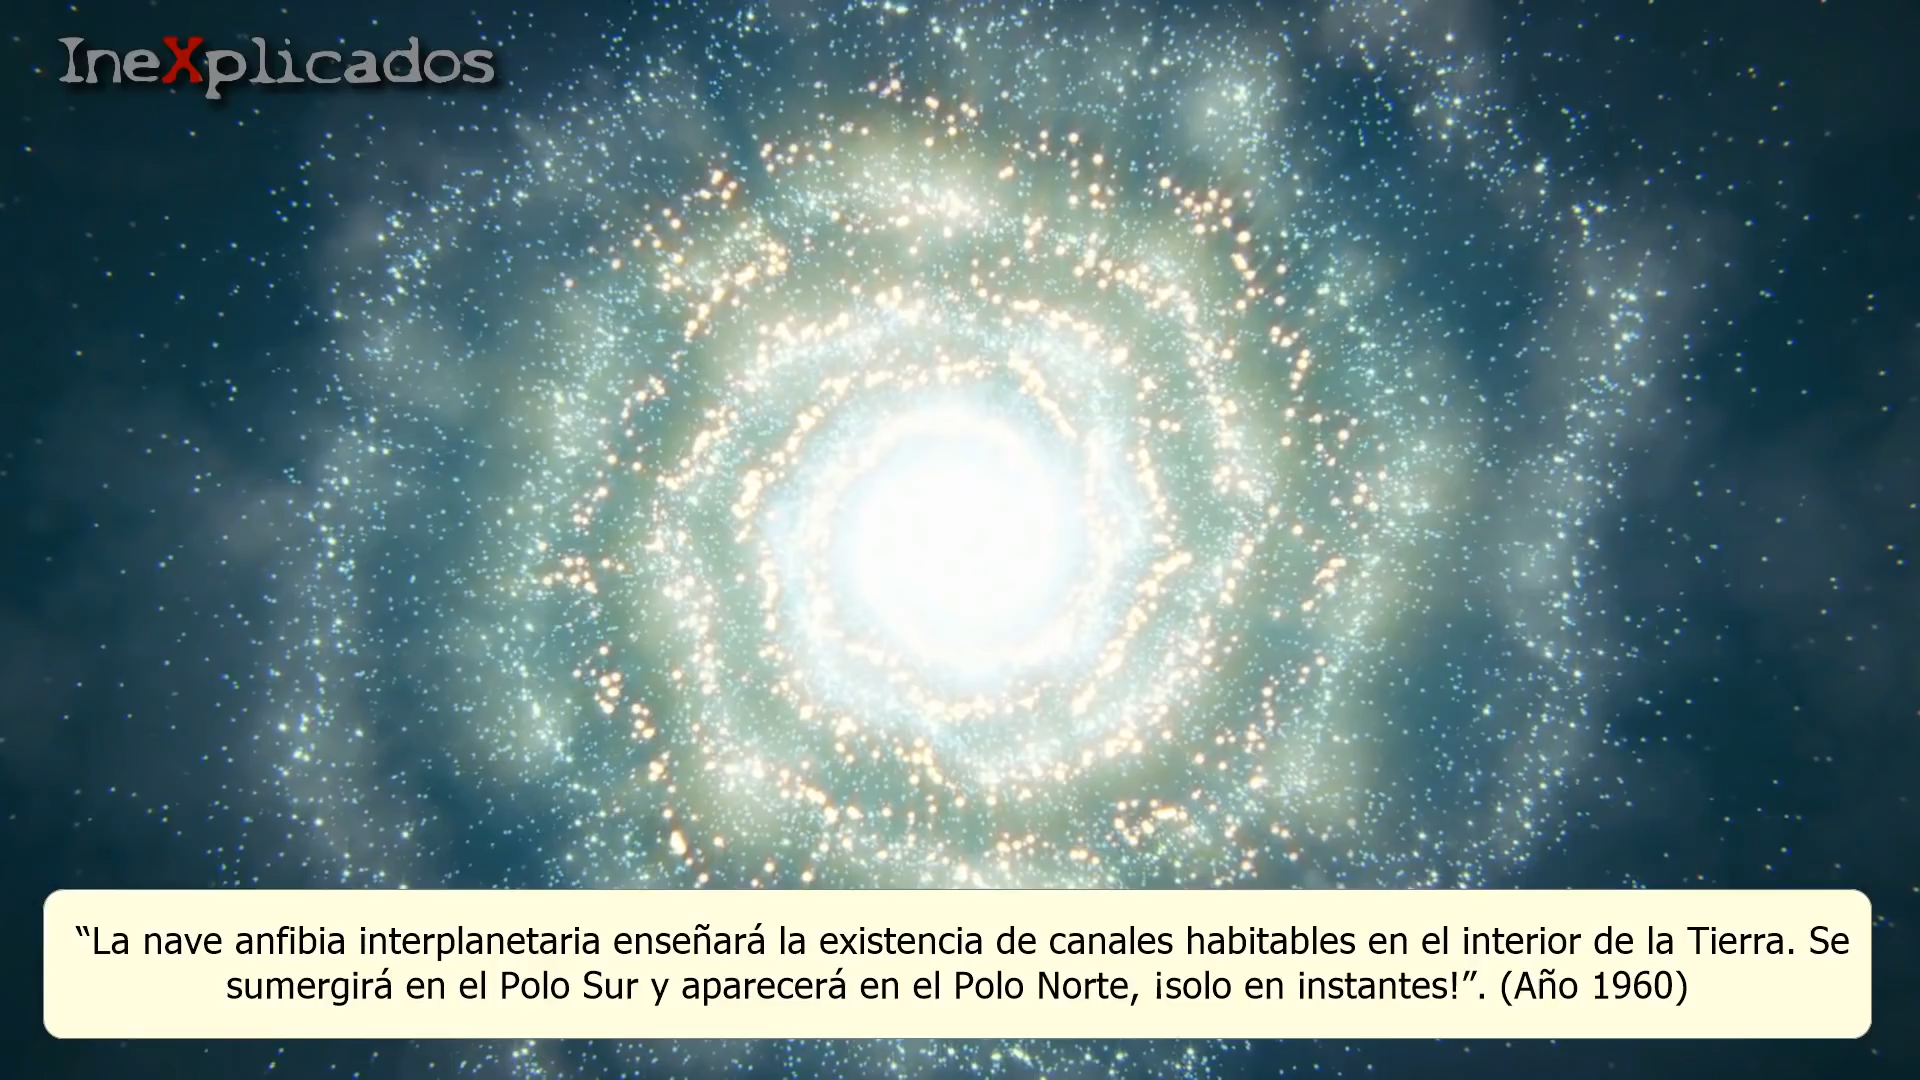 IneXplicados
“La nave anfibia interplanetaria enseñará la existencia de canales habitables en el interior de la Tierra. Se
sumergirá en el Polo Sur y aparecerá en el Polo Norte, ¡solo en instantes!”. (Año 1960)